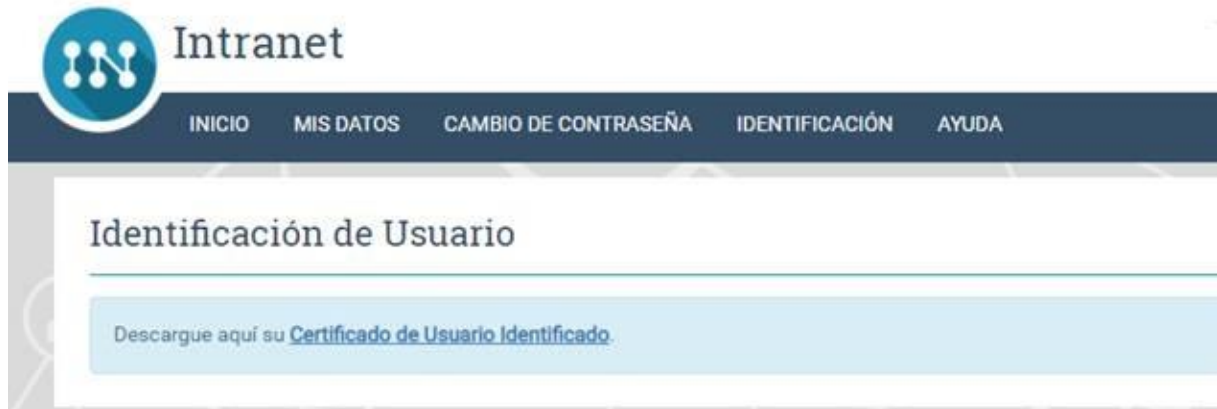 IN
Intranet
INICIO MIS DATOS CAMBIO DE CONTRASEÑA IDENTIFICACIÓN AYUDA
Identificación de Usuario
Descargue aquí su Certificado de Usuario Identificado.